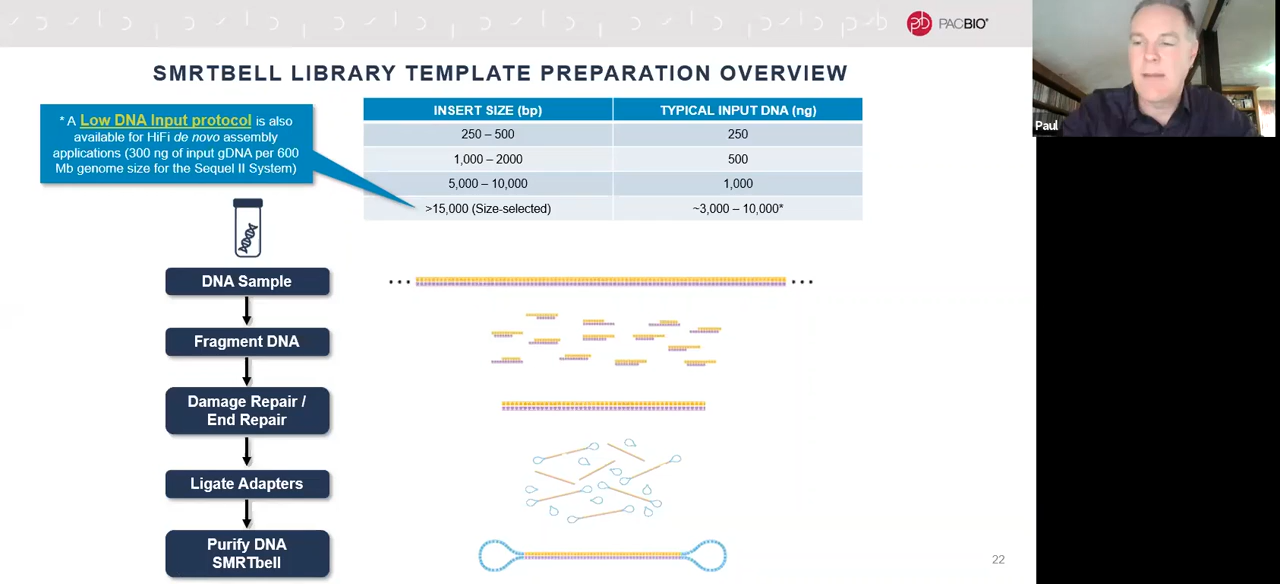 PACBIO®
SMRTBELL LIBRARY TEMPLATE PREPARATION OVERVIEW
* A Low DNA Input protocol is also
available for HiFi de novo assembly
applications (300 ng of input gDNA per 600
Mb genome size for the Sequel II System)
INSERT SIZE (bp) TYPICAL INPUT DNA (ng)
250 – 500 250
1,000 – 2000 500
5,000 – 10,000 1,000
>15,000 (Size-selected) ~3,000 – 10,000*
DNA Sample
Fragment DNA
Damage Repair /
End Repair
Ligate Adapters
Purify DNA
SMRTbell
22
Paul